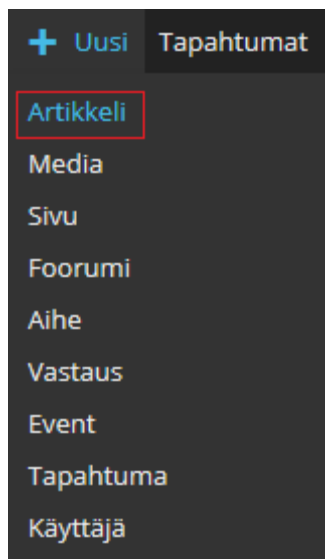 + Uusi Tapahtumat
Artikkeli
Media
Sivu
Foorumi
Aihe
Vastaus
Event
Tapahtuma
Käyttäjä